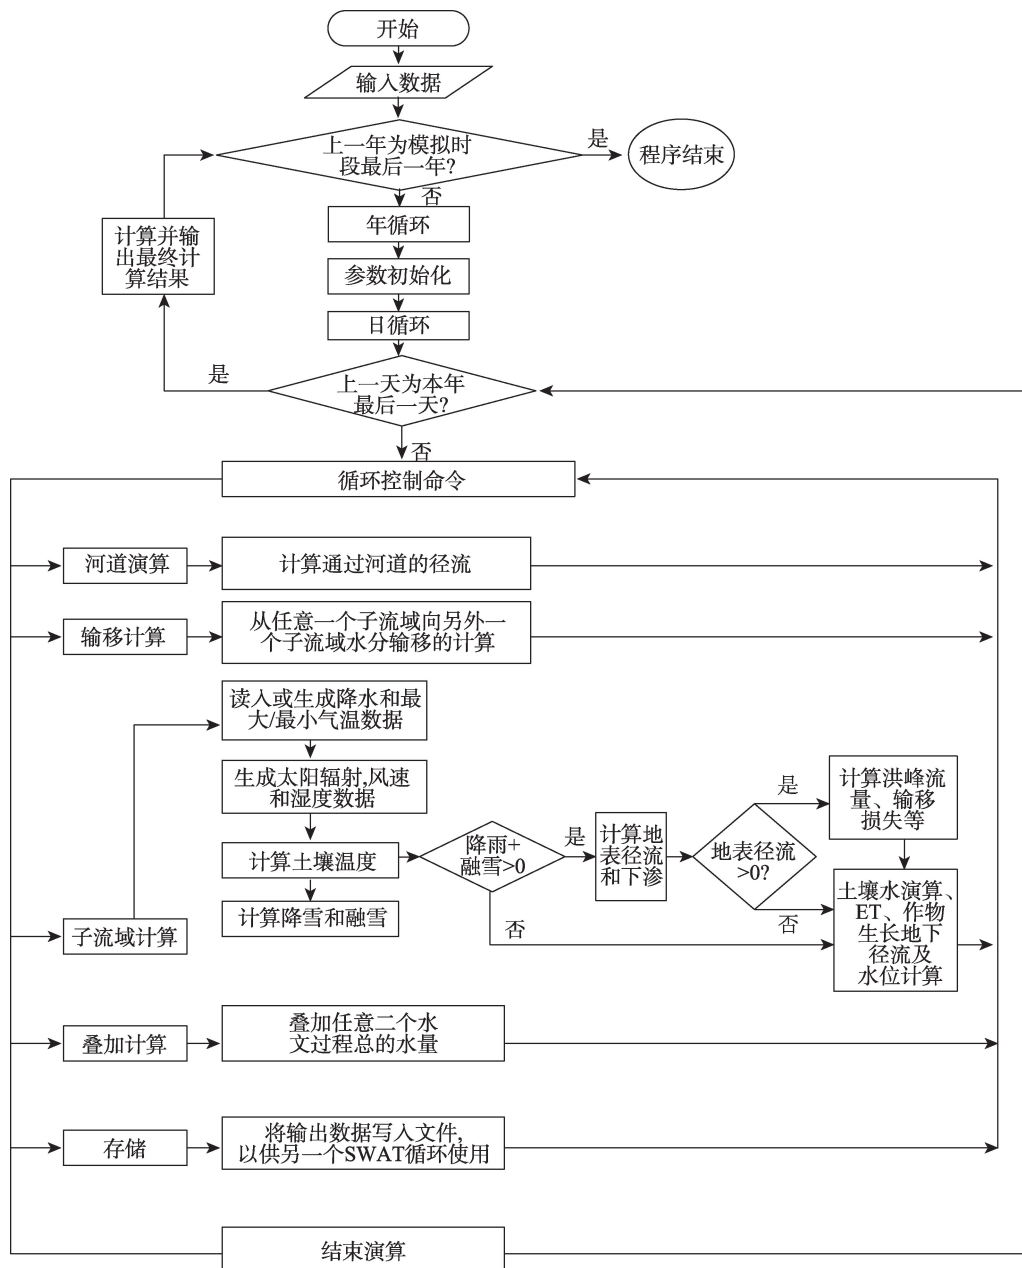 开始
输入数据
上一年为模拟时
段最后一年?
是
程序结束
否
年循环
计算并输
出最终计
算结果
参数初始化
日循环
是
上一天为本年
最后一天?
否
循环控制命令
河道演算
计算通过河道的径流
输移计算
从任意一个子流域向另外一
个子流域水分输移的计算
读入或生成降水和最
大/最小气温数据
生成太阳辐射,风速
和湿度数据
计算土壤温度
计算降雪和融雪
子流域计算
降雨+
融雪>0
是
否
计算地
表径流
和下渗
地表径流
>0?
是
否
计算洪峰流
量、输移
损失等
土壤水演算、
ET、作物
生长地下
径流及
水位计算
叠加计算
叠加任意二个水
文过程总的水量
存储
将输出数据写入文件,
以供另一个SWAT循环使用
结束演算